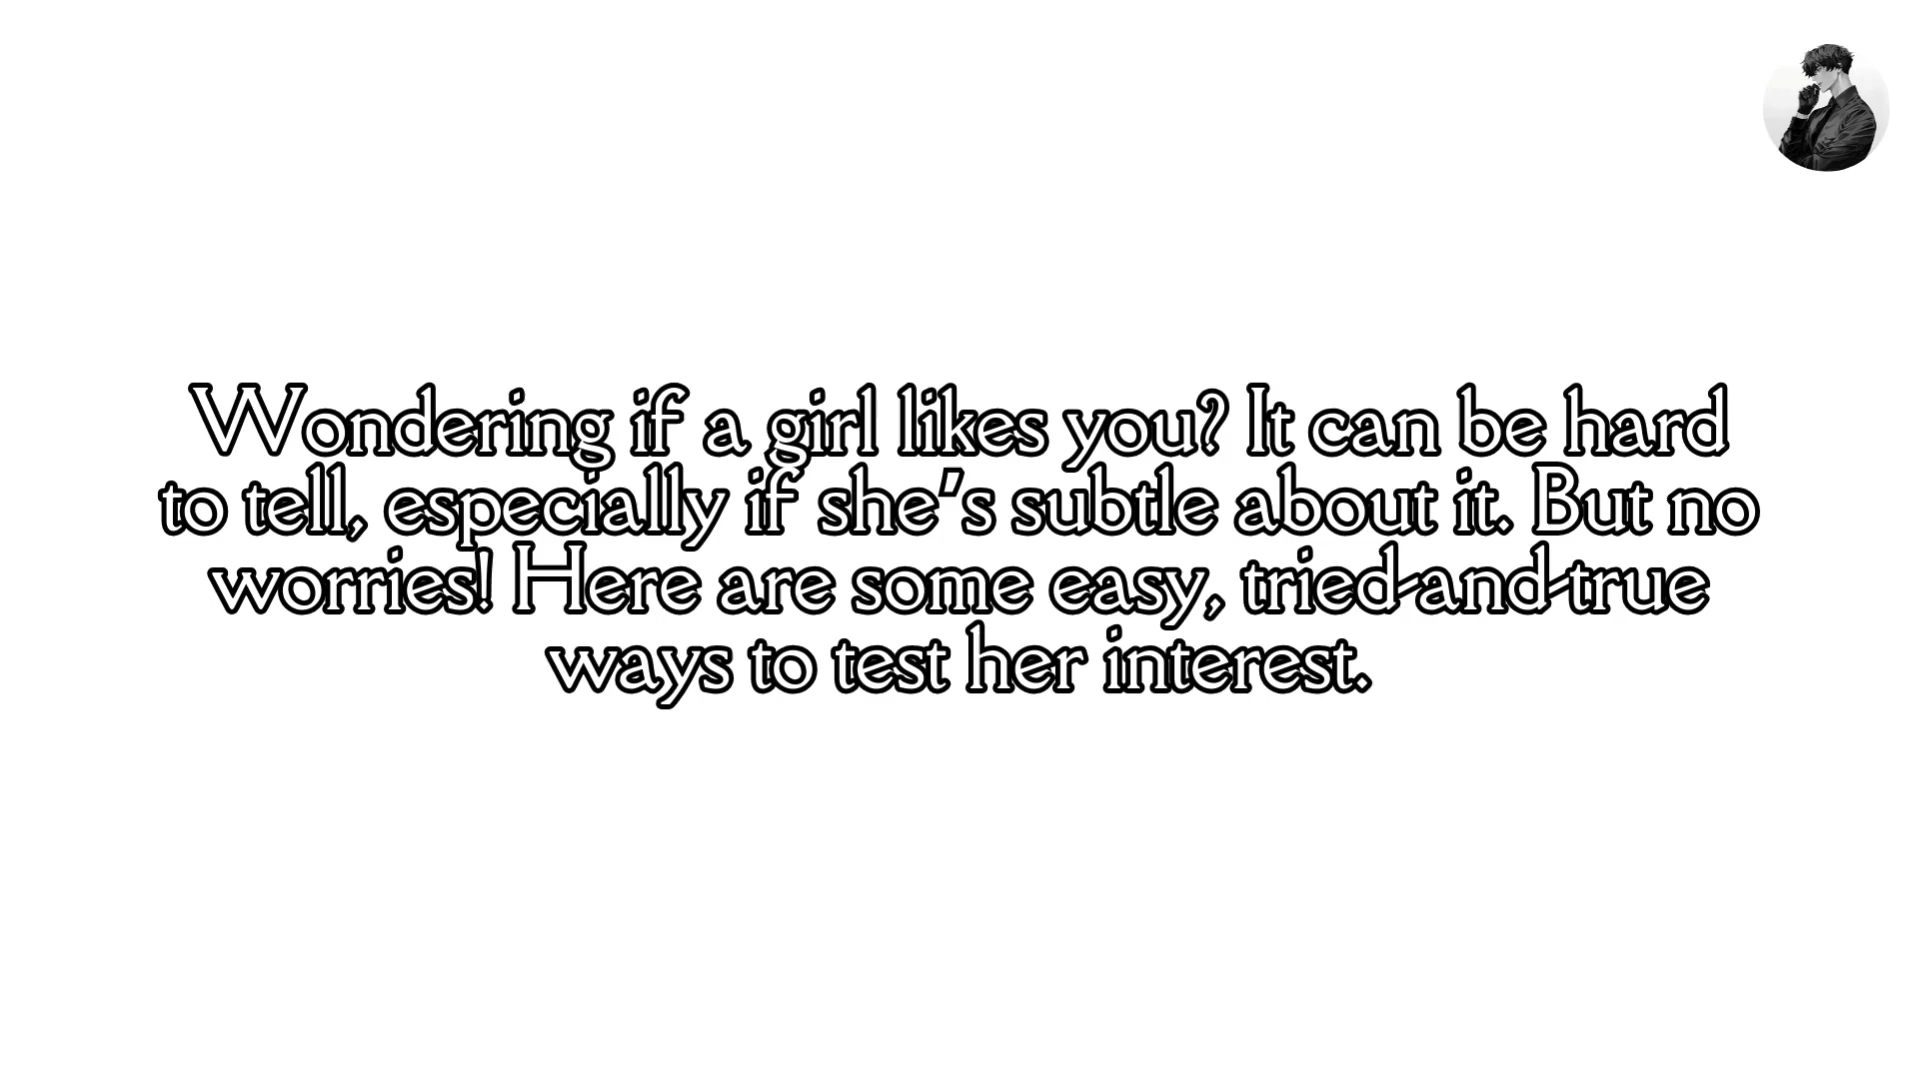 Wondering if a girl likes you? It can be hard
to tell, especially if she's subtle about it. But no
worries! Here are some easy, tried-and-true
ways to test her interest.